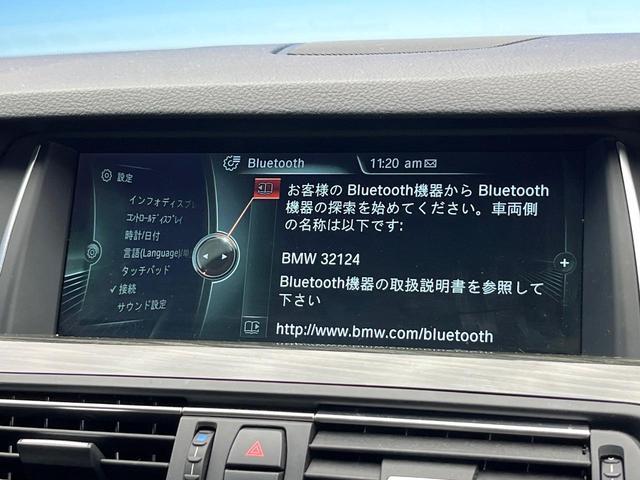 Bluetooth
11:20 am
設定
インフォディスプレ
コントロールディスプレイ
時計/日付
言語(Language)/
タッチパッド
接続
サウンド設定
お客様の Bluetooth機器から Bluetooth
機器の探索を始めてください。車両側
の名称は以下です:
BMW 32124
Bluetooth機器の取扱説明書を参照して
下さい
http://www.bmw.com/bluetooth